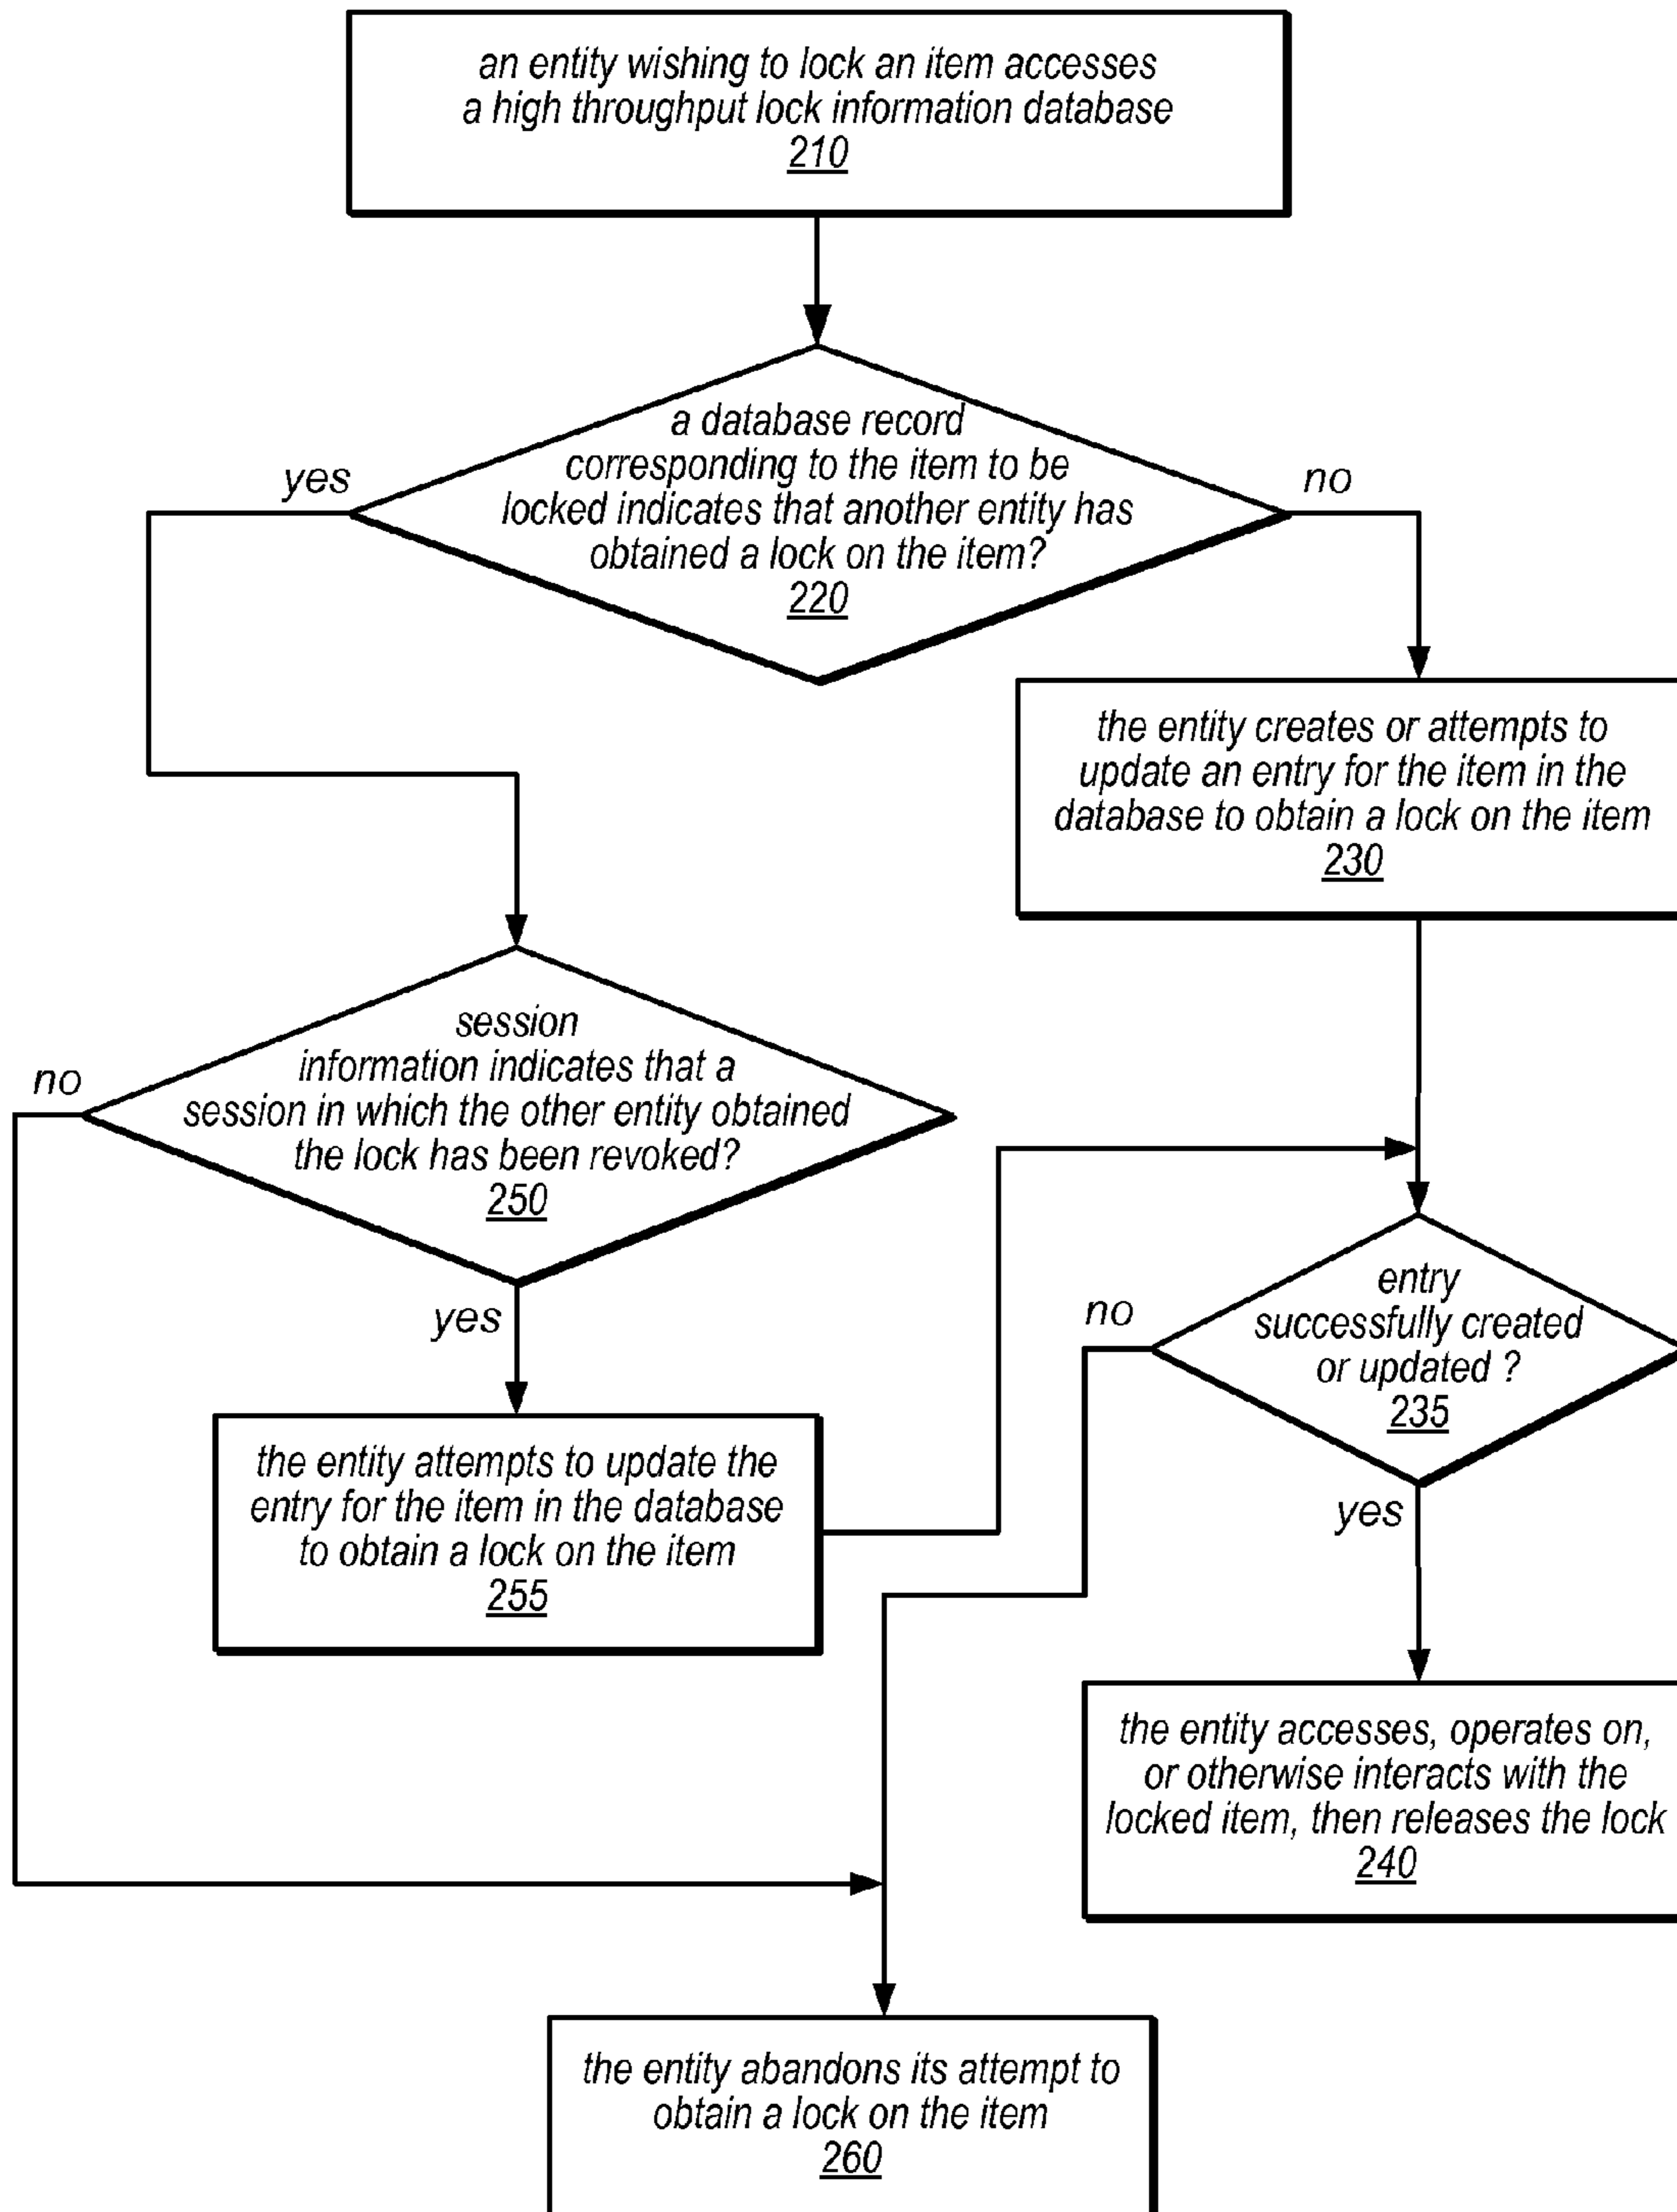 an entity wishing to lock an item accesses
a high throughput lock information database
210
a database record
corresponding to the item to be
locked indicates that another entity has
obtained a lock on the item?
220
yes
no
the entity creates or attempts to
update an entry for the item in the
database to obtain a lock on the item
230
session
information indicates that a
session in which the other entity obtained
the lock has been revoked?
250
no
yes
entry
successfully created
or updated ?
235
no
yes
the entity attempts to update the
entry for the item in the database
to obtain a lock on the item
255
the entity accesses, operates on,
or otherwise interacts with the
locked item, then releases the lock
240
the entity abandons its attempt to
obtain a lock on the item
260